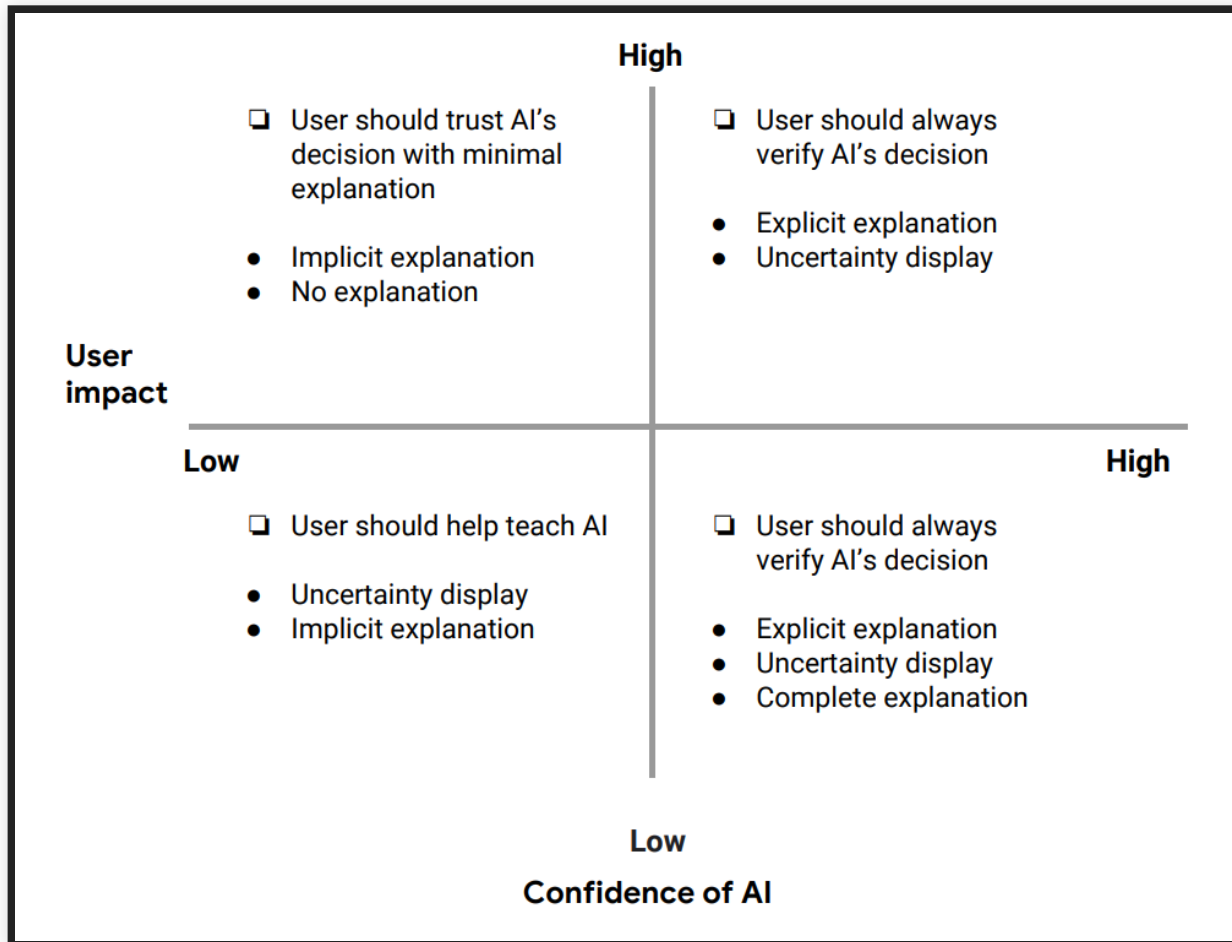 High
❏ User should trust AI’s
decision with minimal
explanation
● Implicit explanation
● No explanation
❏ User should always
verify AI’s decision
● Explicit explanation
● Uncertainty display
User
impact
Low
High
❏ User should help teach AI
● Uncertainty display
● Implicit explanation
❏ User should always
verify AI’s decision
● Explicit explanation
● Uncertainty display
● Complete explanation
Low
Confidence of AI